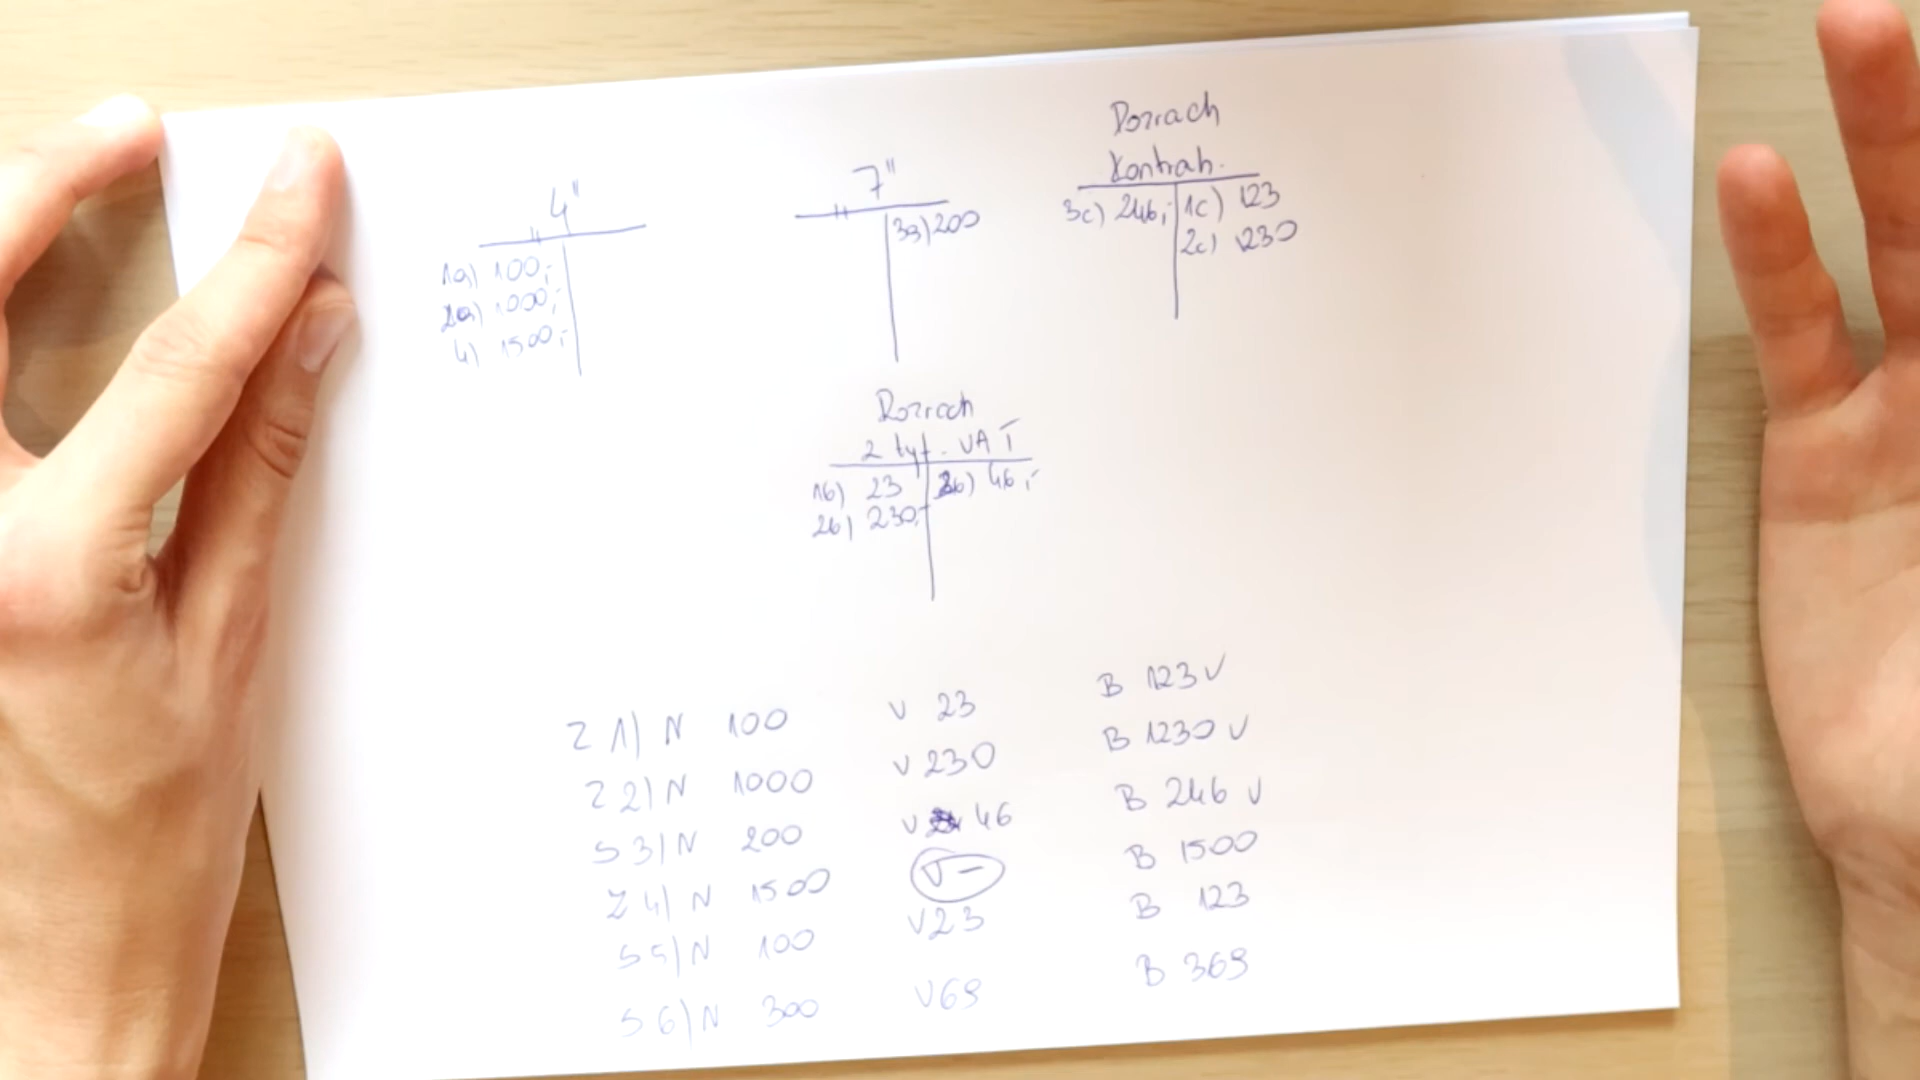 4"
1a) 100,-
2a) 1000,-
4) 1500,-
7"
3a) 200
Rozrach
Kontrah.
3c) 246,- 1c) 123
2c) 1230
Rozrach
2 tyt. VAT
1b) 23 3b) 46,-
2b) 230,-
Z 1) N 100 V 23 B 123 √
Z 2) N 1000 V 230 B 1230 √
S 3) N 200 V 46 B 246 √
Z 4) N 1500 V - B 1500
S 5) N 100 V 23 B 123
S 6) N 300 V 69 B 369